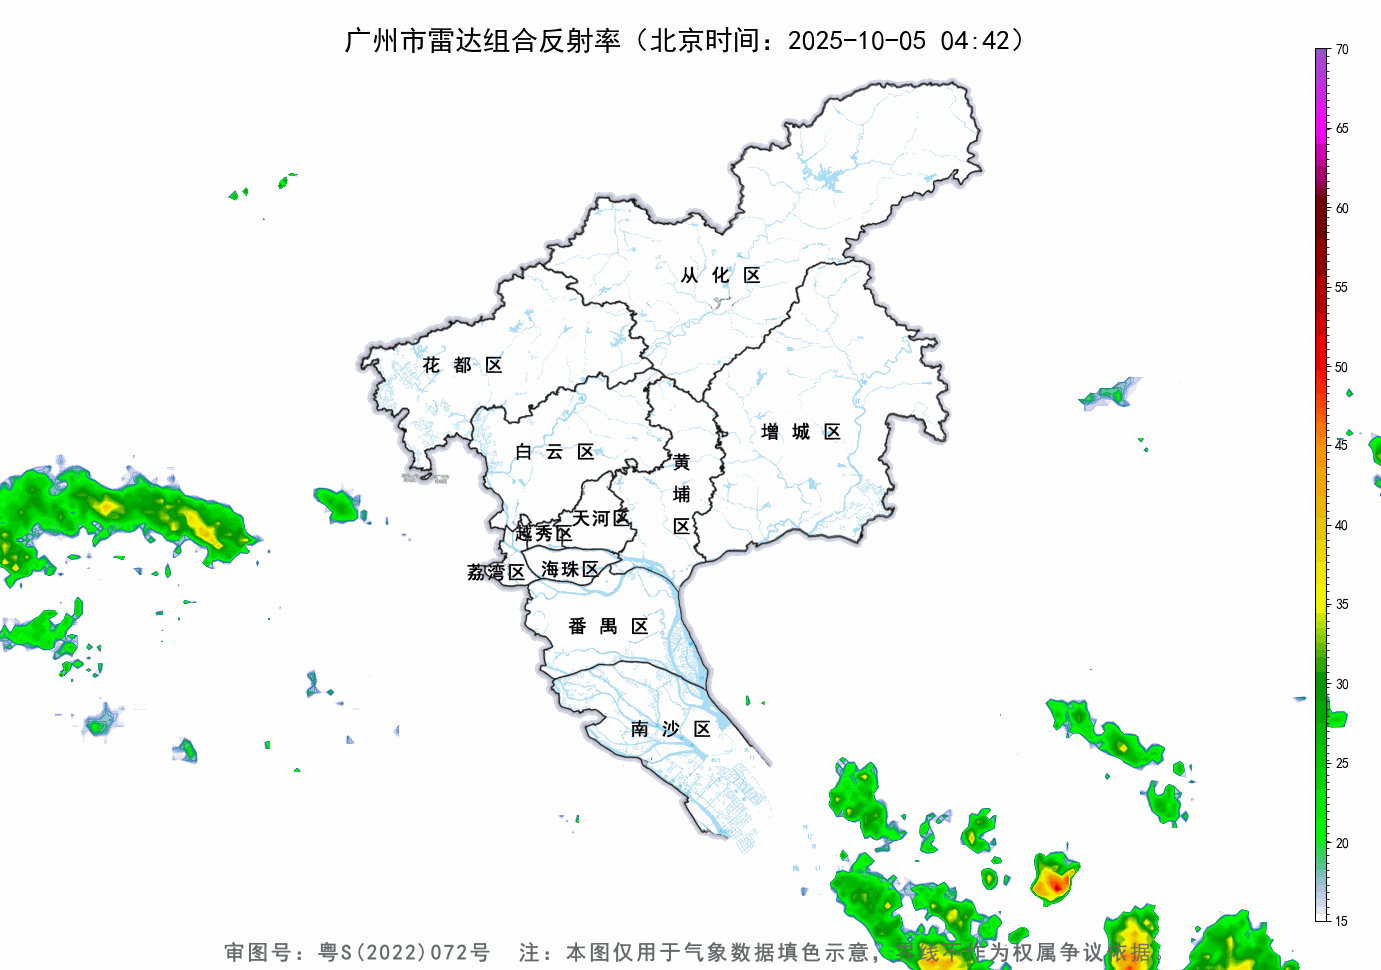 广州市雷达组合反射率（北京时间：2025-10-05 04:42）
70
65
60
55
50
45
40
35
30
25
20
15
从化区
花都区
增城区
白云区
黄埔区
天河区
越秀区
荔湾区
海珠区
番禺区
南沙区
审图号：粤S(2022)072号 注：本图仅用于气象数据填色示意，界线不作为权属争议依据。